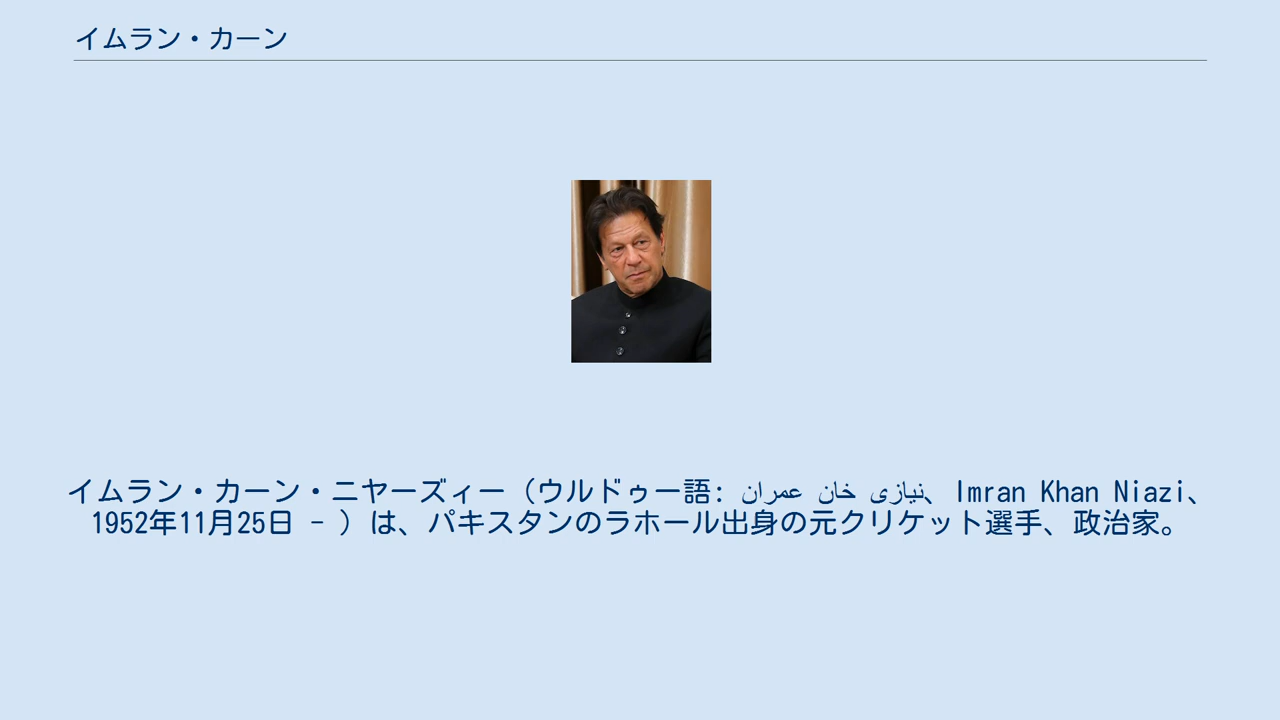 イムラン・カーン
イムラン・カーン・ニヤーズィー（ウルドゥー語: عمران خان نیازی、Imran Khan Niazi、
1952年11月25日 - ）は、パキスタンのラホール出身の元クリケット選手、政治家。